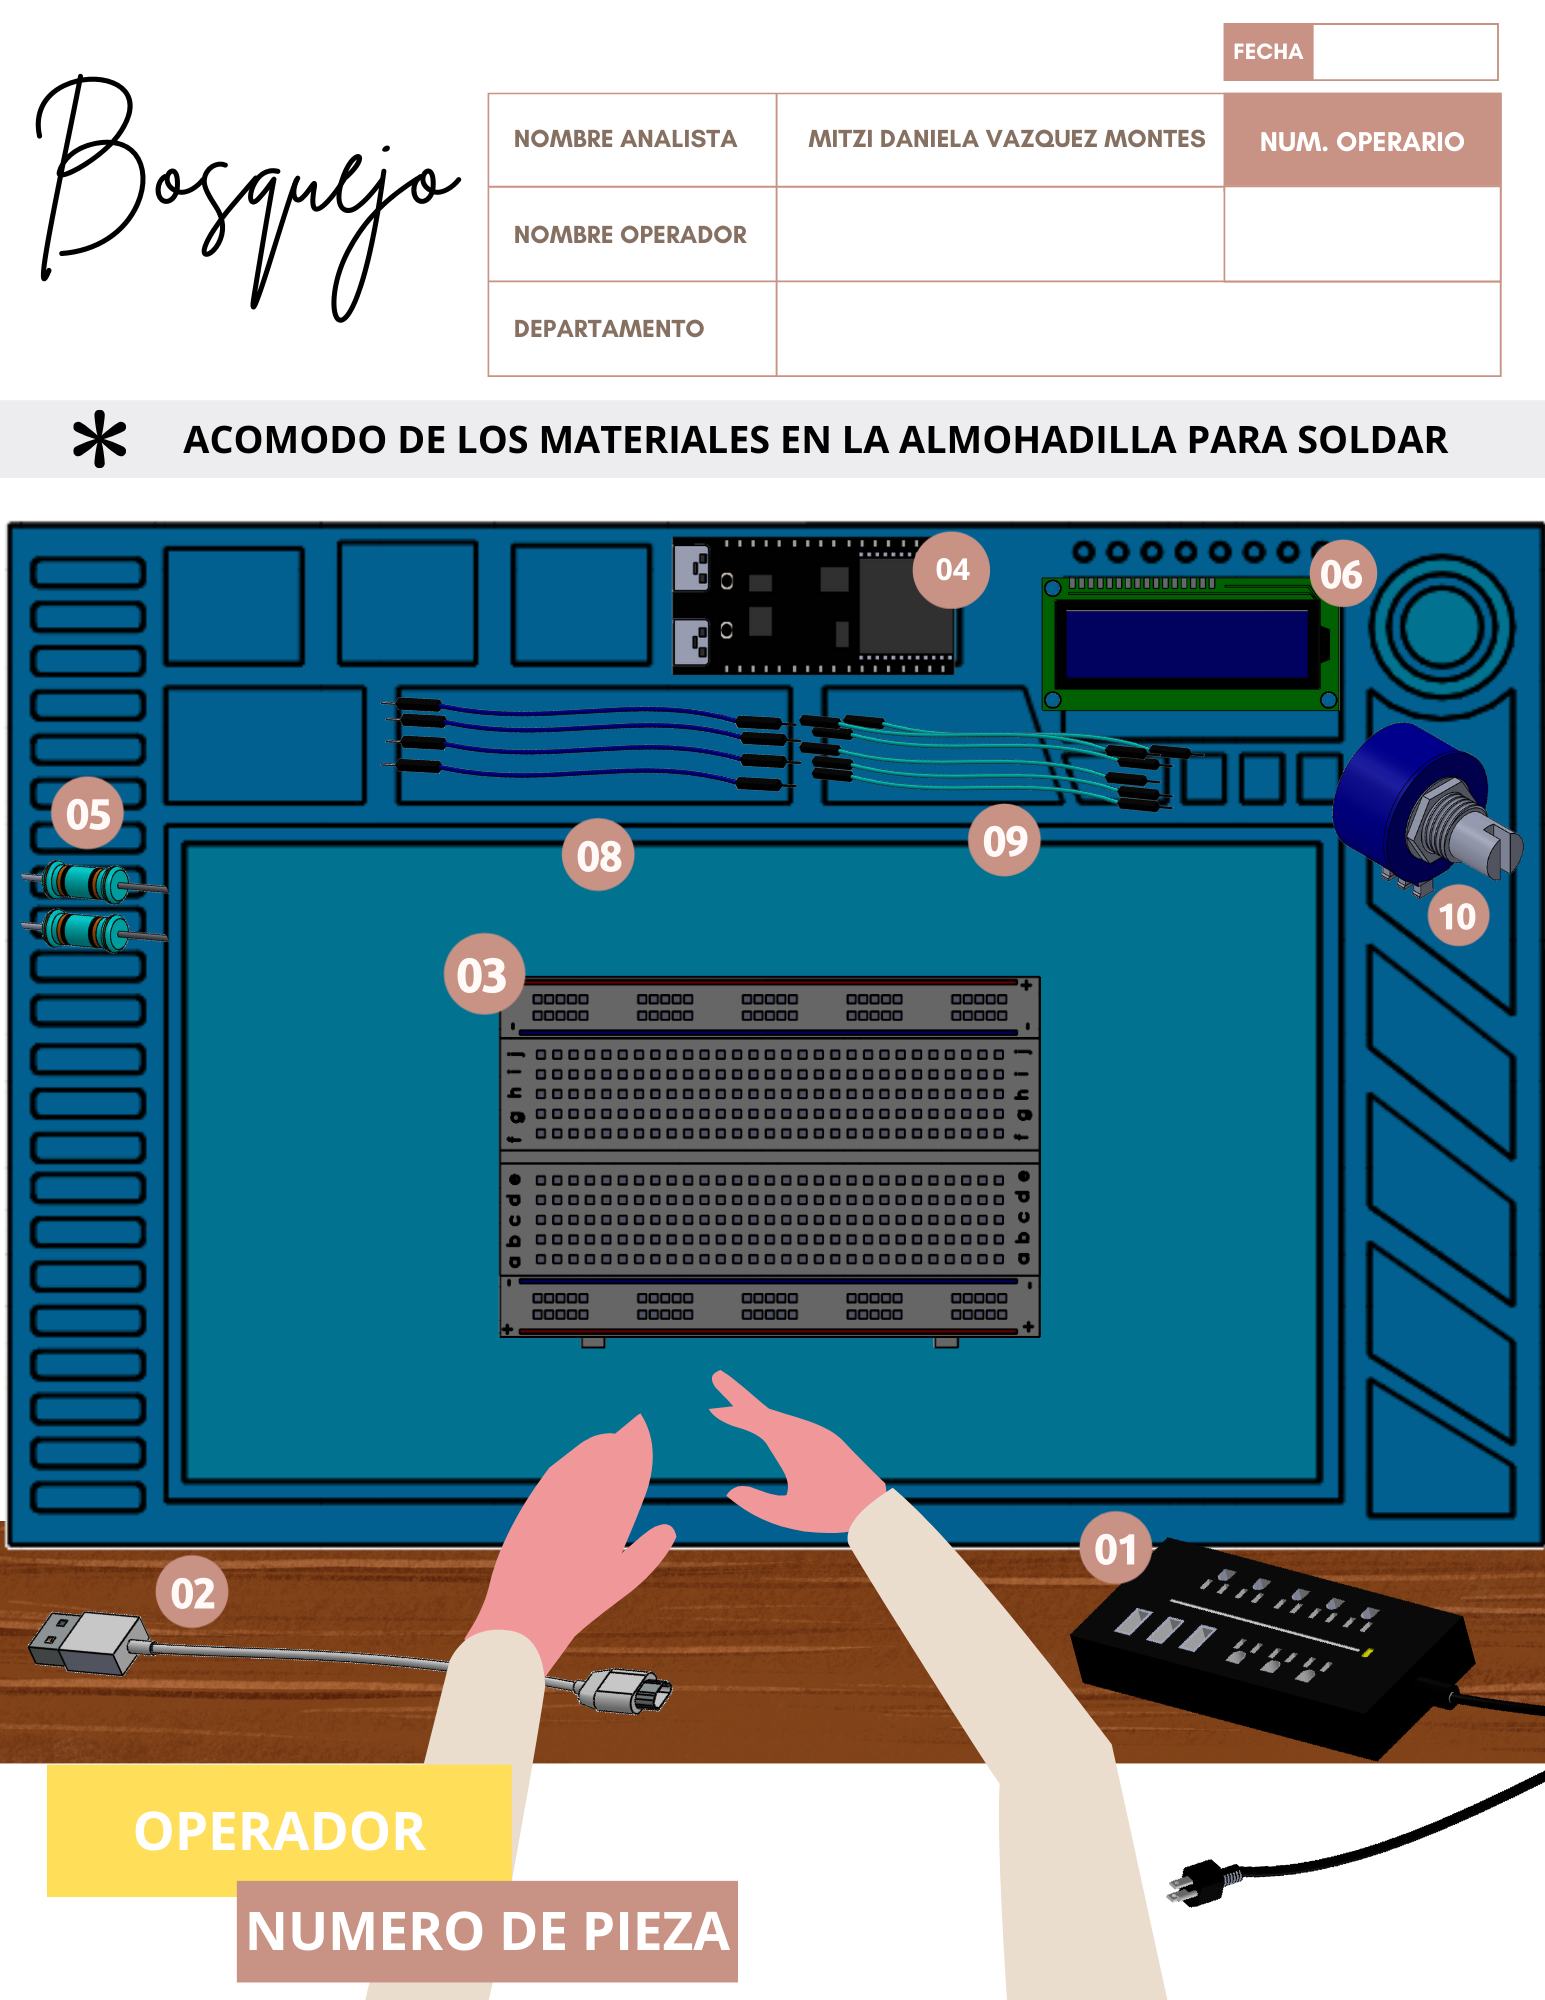 FECHA
Bosquejo
NOMBRE ANALISTA
MITZI DANIELA VAZQUEZ MONTES
NUM. OPERARIO
NOMBRE OPERADOR
DEPARTAMENTO
* ACOMODO DE LOS MATERIALES EN LA ALMOHADILLA PARA SOLDAR
04
06
05
08
09
10
03
+
- -
j j
i i
h h
g g
f f
e e
d d
c c
b b
a a
- -
+ +
01
02
OPERADOR
NUMERO DE PIEZA